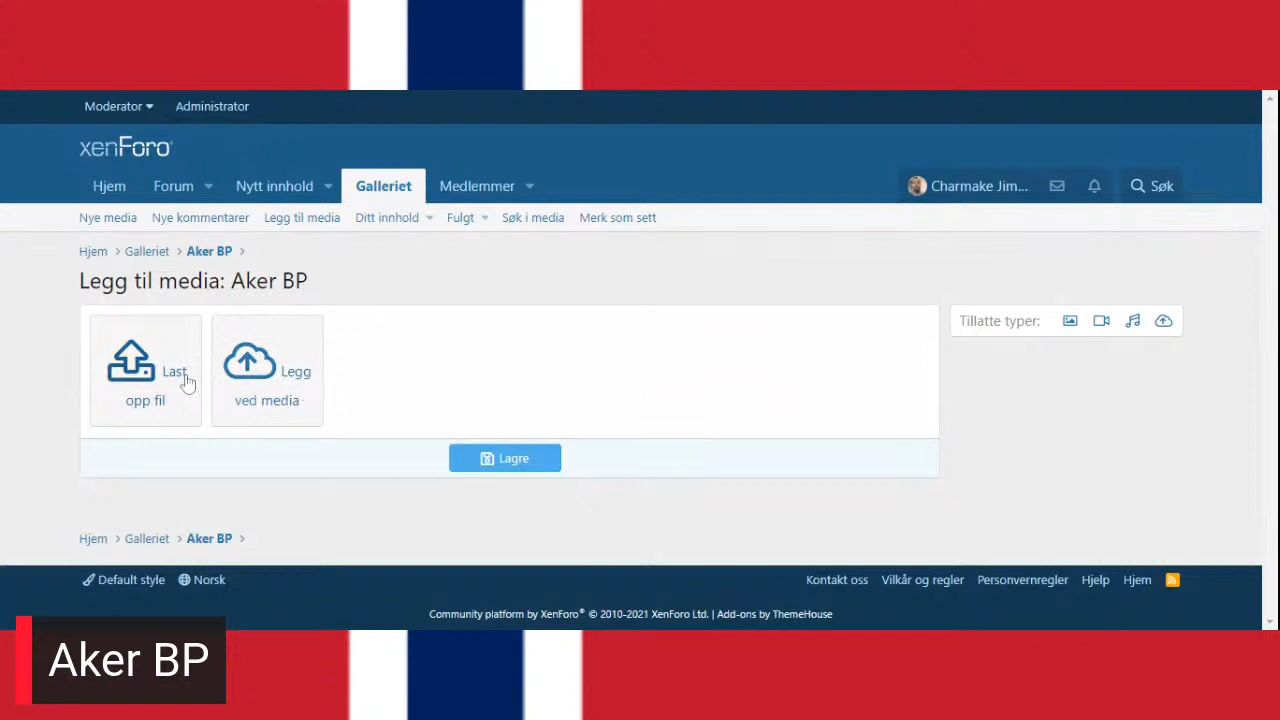 Moderator Administrator
xenForo®
Hjem Forum Nytt innhold Galleriet Medlemmer Charmake Jim... Søk
Nye media Nye kommentarer Legg til media Ditt innhold Fulgt Søk i media Merk som sett
Hjem Galleriet Aker BP
Legg til media: Aker BP
Last opp fil
Legg ved media
Tillatte typer:
Lagre
Hjem Galleriet Aker BP
Default style Norsk Kontakt oss Vilkår og regler Personvernregler Hjelp Hjem
Community platform by XenForo® © 2010-2021 XenForo Ltd. | Add-ons by ThemeHouse
Aker BP